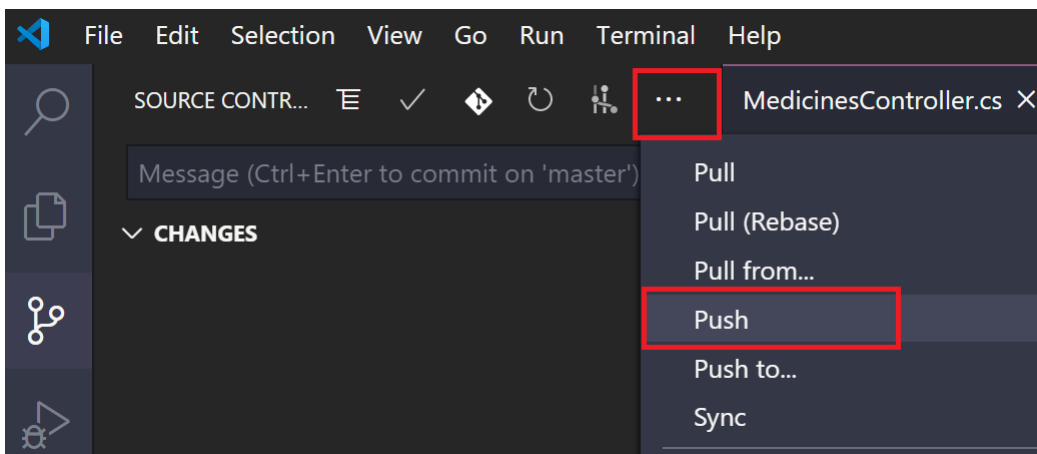 File Edit Selection View Go Run Terminal Help
SOURCE CONTR... ... MedicinesController.cs
Message (Ctrl+Enter to commit on 'master')
CHANGES
Pull
Pull (Rebase)
Pull from...
Push
Push to...
Sync